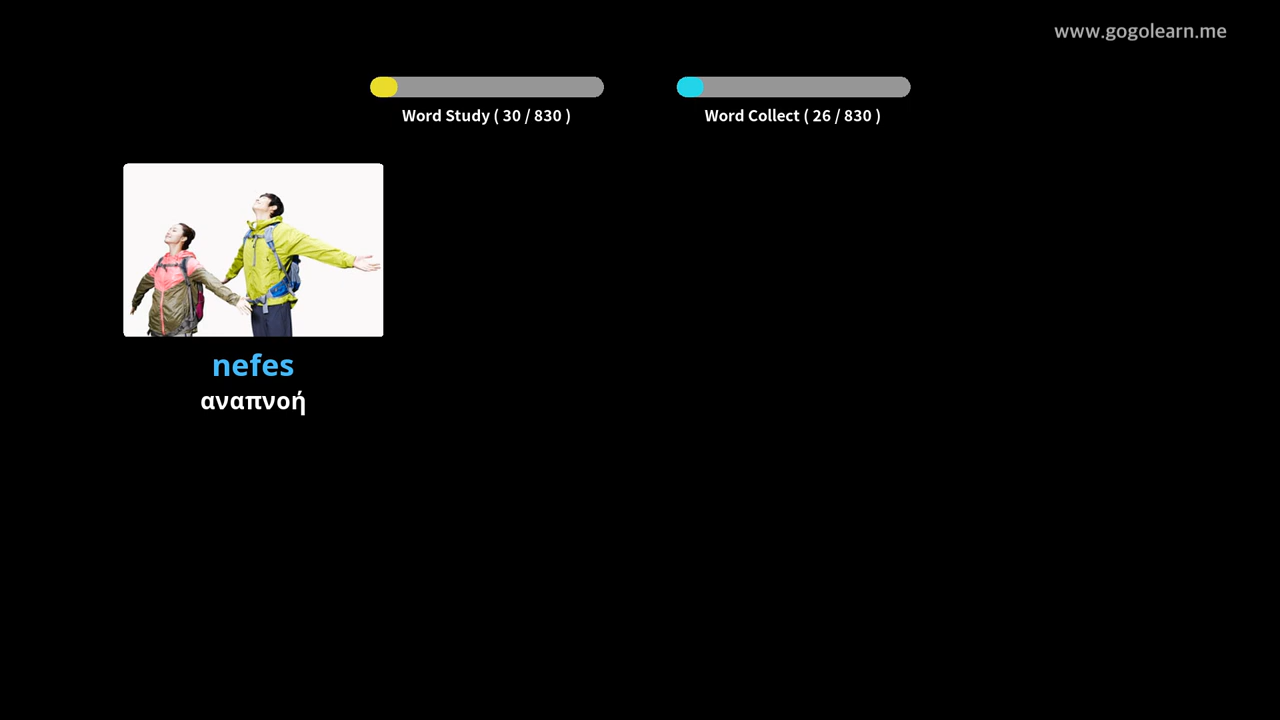 www.gogolearn.me
Word Study ( 30 / 830 )
Word Collect ( 26 / 830 )
nefes
αναπνοή